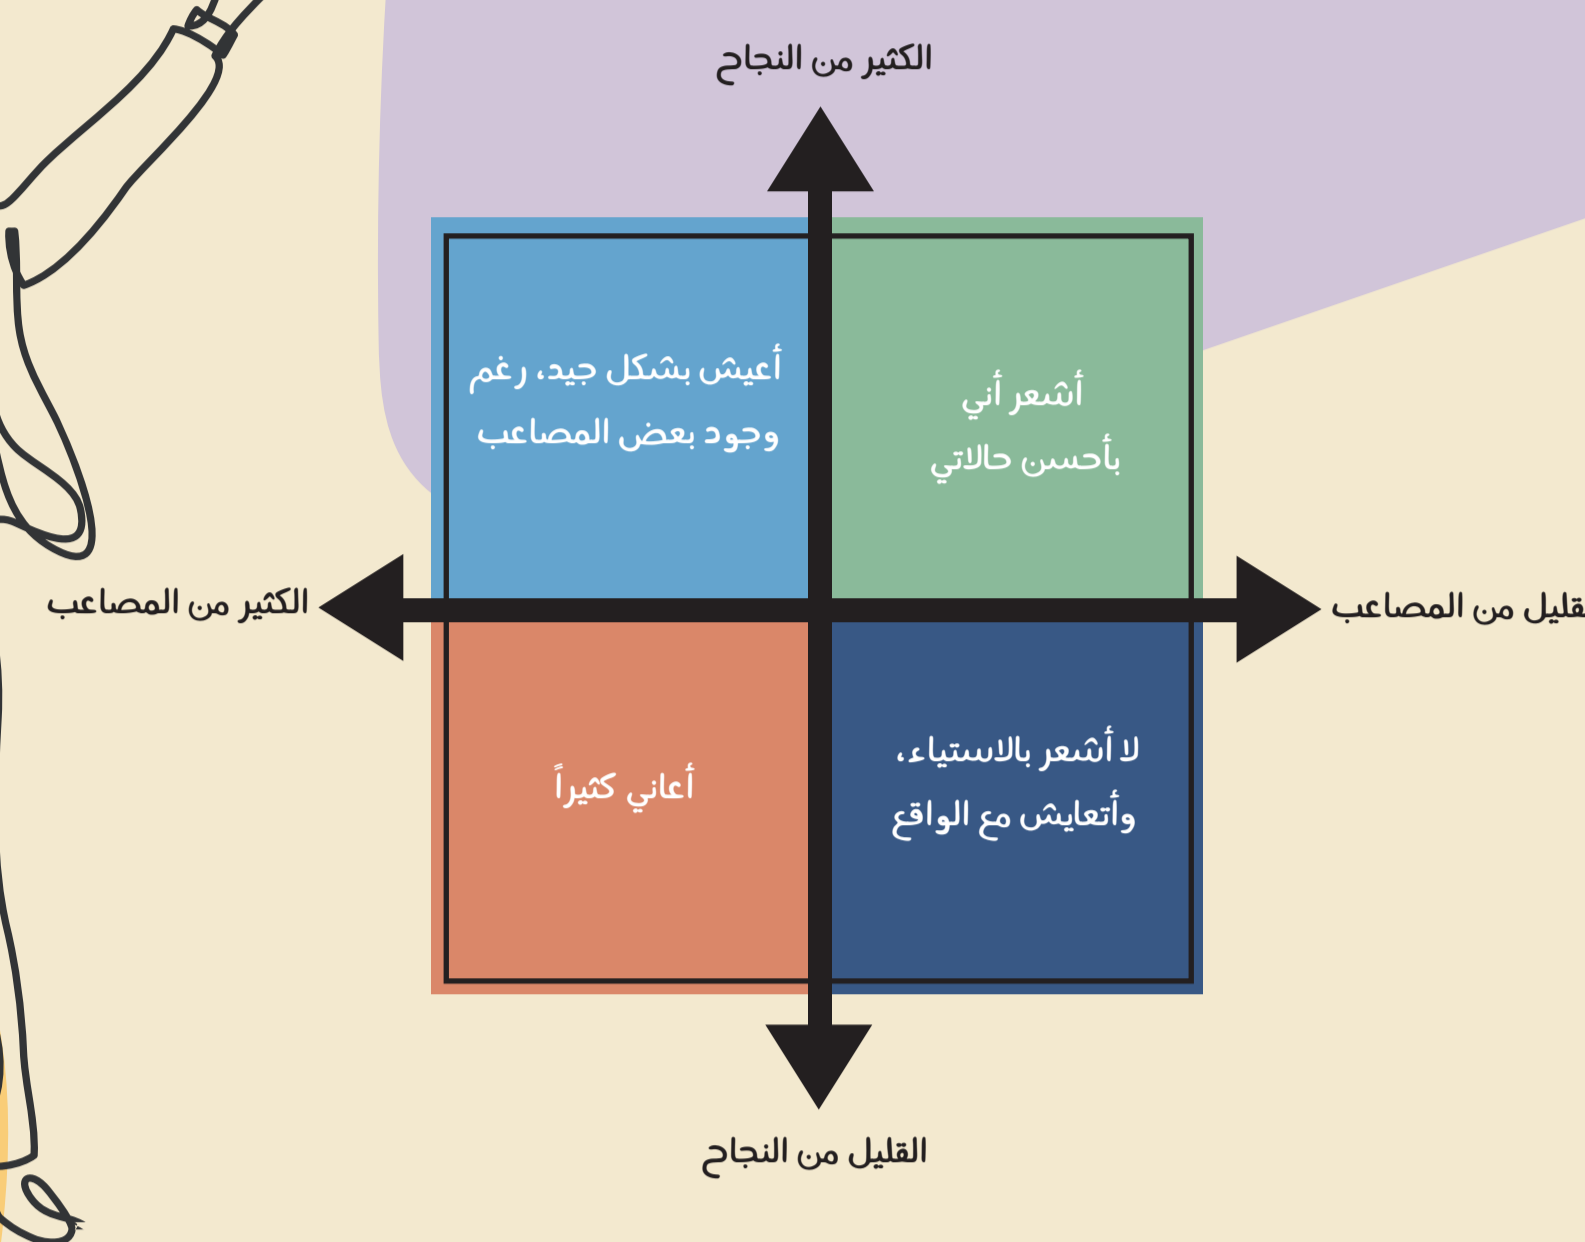 الكثير من النجاح
أشعر أني
بأحسن حالاتي
أعيش بشكل جيد، رغم
وجود بعض المصاعب
من المصاعب
الكثير من المصاعب
لا أشعر بالاستياء،
وأتعايش مع الواقع
أعاني كثيراً
القليل من النجاح